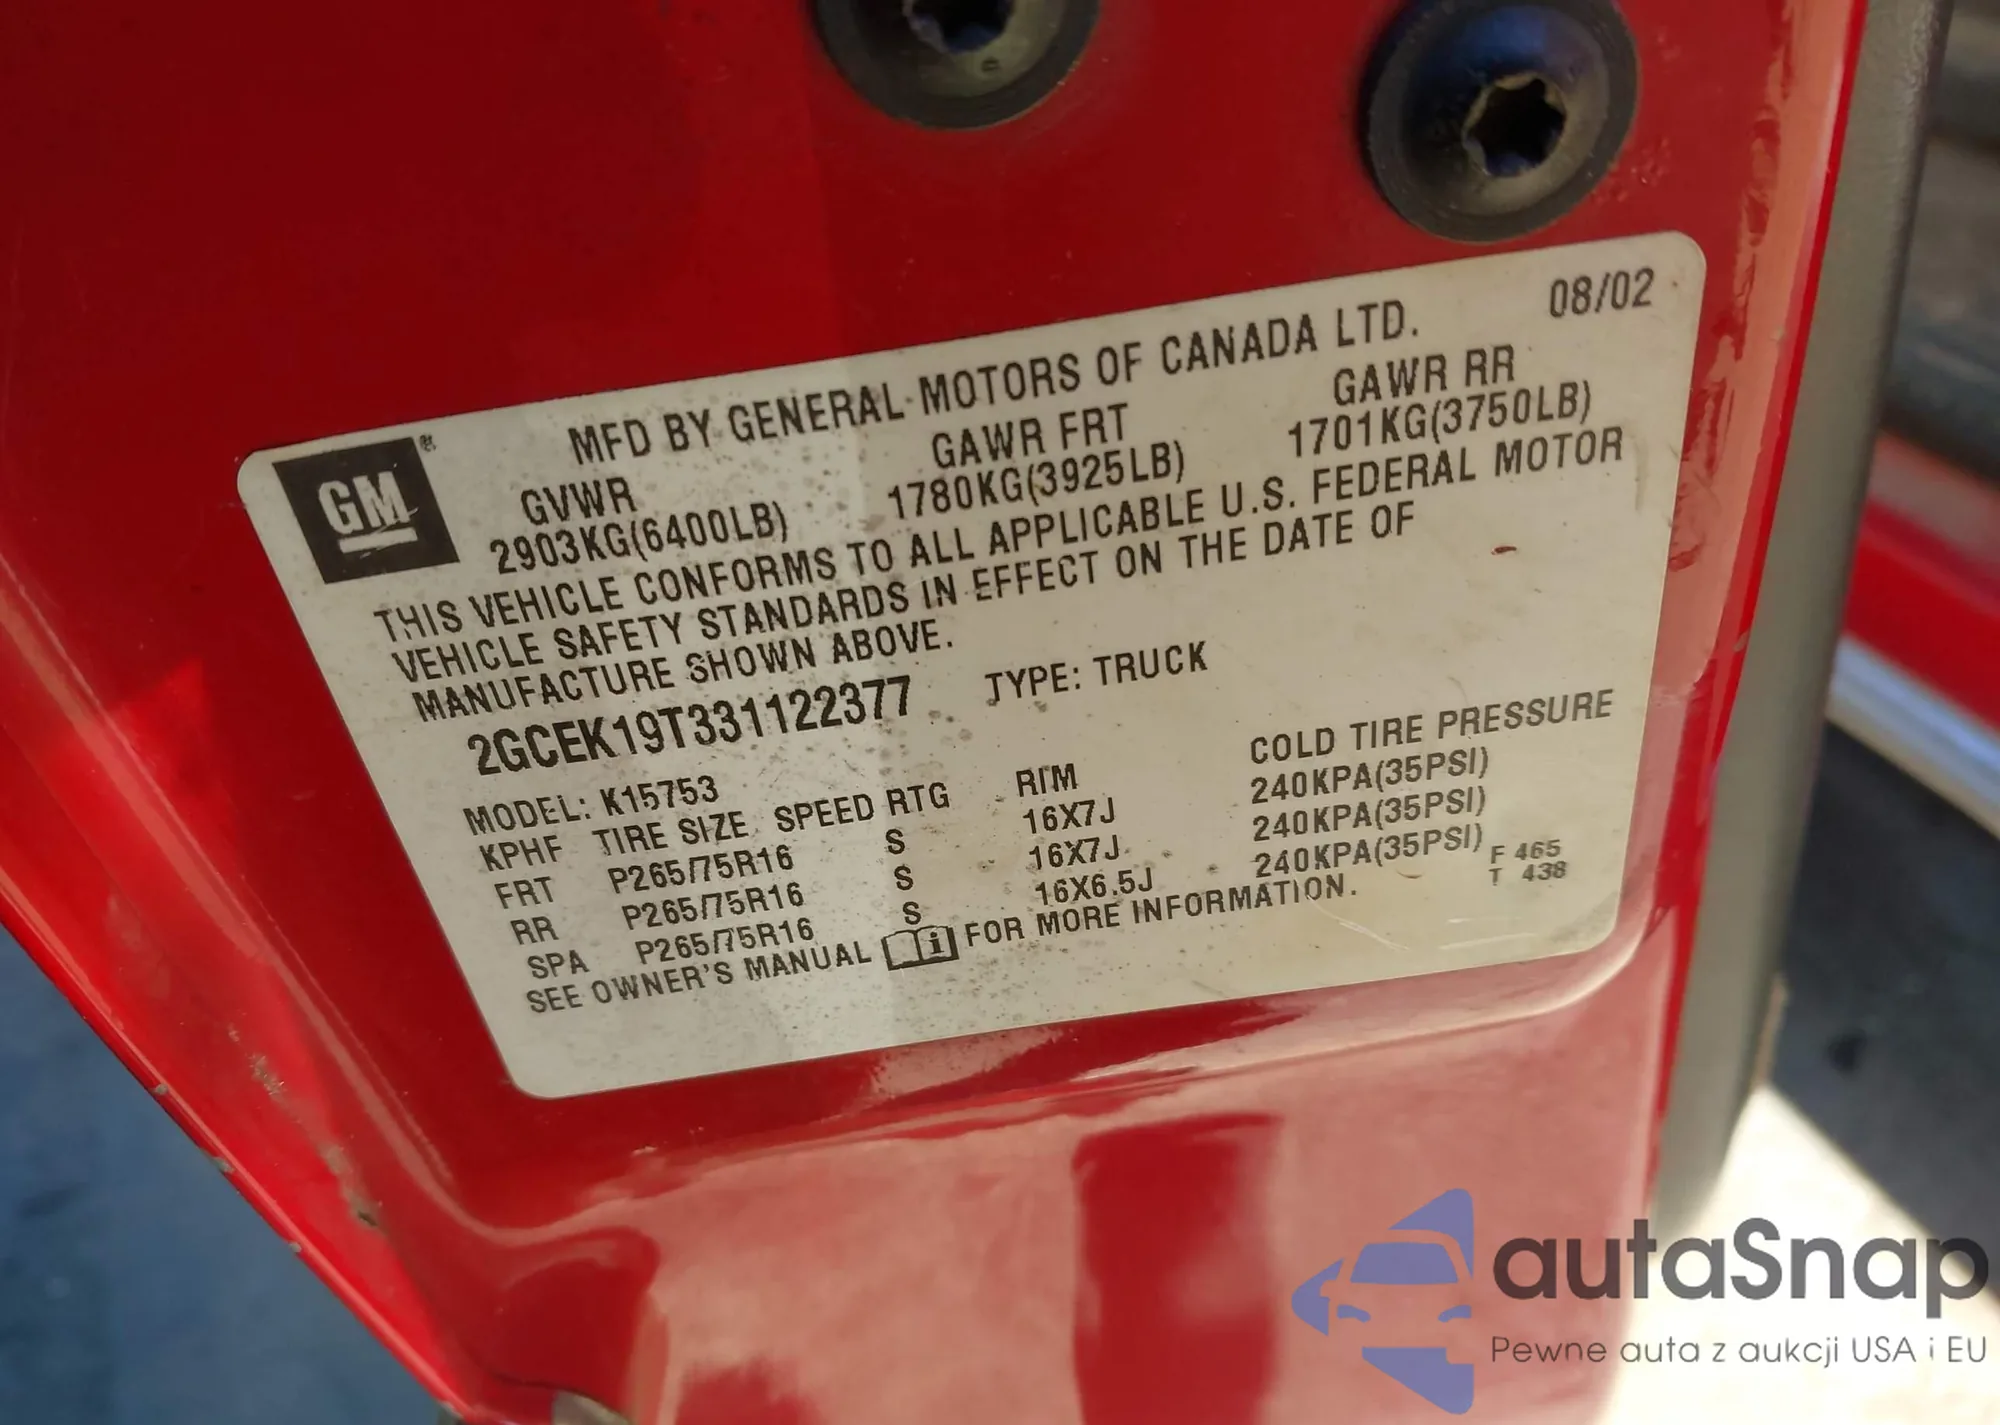 08/02
MFD BY GENERAL MOTORS OF CANADA LTD.
GVWR GAWR FRT GAWR RR
2903KG(6400LB) 1780KG(3925LB) 1701KG(3750LB)
THIS VEHICLE CONFORMS TO ALL APPLICABLE U.S. FEDERAL MOTOR
VEHICLE SAFETY STANDARDS IN EFFECT ON THE DATE OF
MANUFACTURE SHOWN ABOVE.
GM®
2GCEK19T331122377 TYPE: TRUCK
MODEL: K15753
KPHF TIRE SIZE SPEED RTG RIM COLD TIRE PRESSURE
FRT P265/75R16 S 16X7J 240KPA(35PSI)
RR P265/75R16 S 16X7J 240KPA(35PSI)
SPA P265/75R16 S 16X6.5J 240KPA(35PSI)
SEE OWNER'S MANUAL i FOR MORE INFORMATION.
F 465
T 438
autaSnap
Pewne auta z aukcji USA i EU